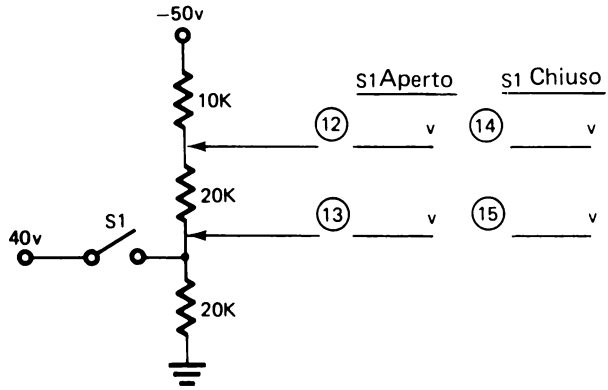 −50v
S1 Aperto S1 Chiuso
10K
12 v 14 v
20K
S1 13 v 15 v
40v
20K